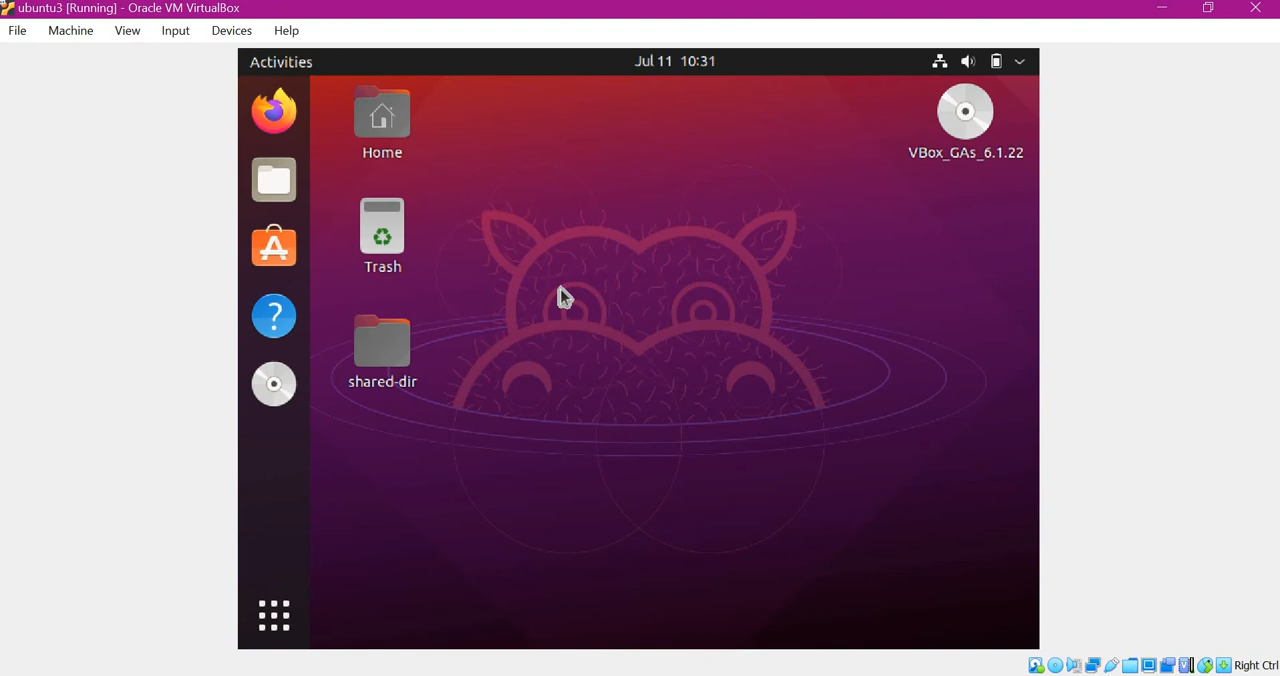 ubuntu3 [Running] - Oracle VM VirtualBox
File Machine View Input Devices Help
Activities Jul 11 10:31
Home
VBox_GAs_6.1.22
Trash
shared-dir
Right Ctrl